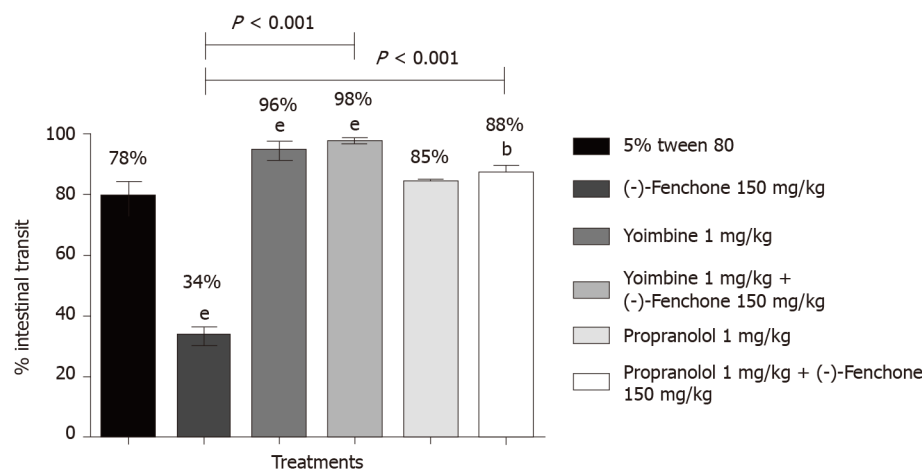 P < 0.001
P < 0.001
96%
98%
88%
e
e
b
100
78%
85%
80
60
34%
e
40
20
0
% intestinal transit
Treatments
5% tween 80
(-)-Fenchone 150 mg/kg
Yoimbine 1 mg/kg
Yoimbine 1 mg/kg +
(-)-Fenchone 150 mg/kg
Propranolol 1 mg/kg
Propranolol 1 mg/kg + (-)-Fenchone
150 mg/kg